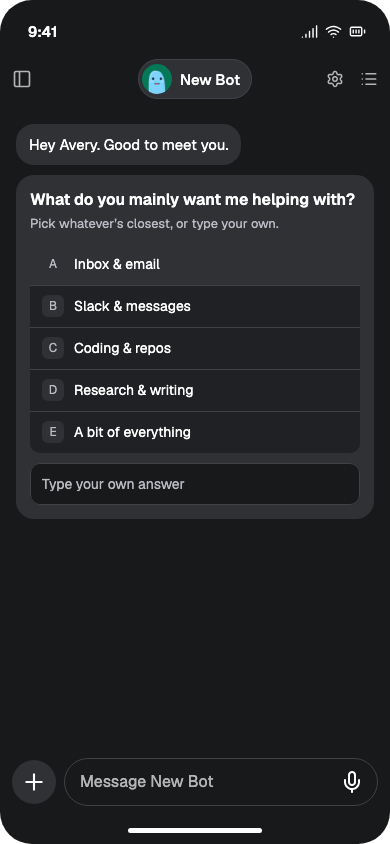 9:41
New Bot
Hey Avery. Good to meet you.
What do you mainly want me helping with?
Pick whatever's closest, or type your own.
A Inbox & email
B Slack & messages
C Coding & repos
D Research & writing
E A bit of everything
Type your own answer
Message New Bot